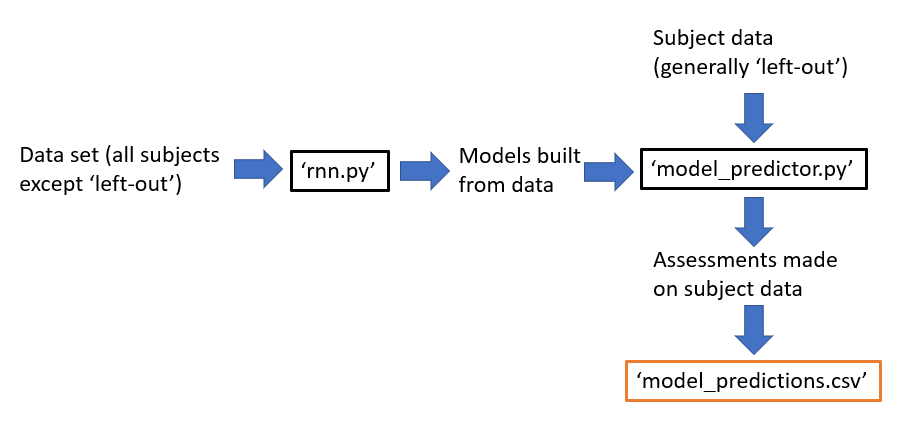 Subject data
(generally ‘left-out’)
Data set (all subjects
except ‘left-out’)
‘rnn.py’
Models built
from data
‘model_predictor.py’
Assessments made
on subject data
‘model_predictions.csv’